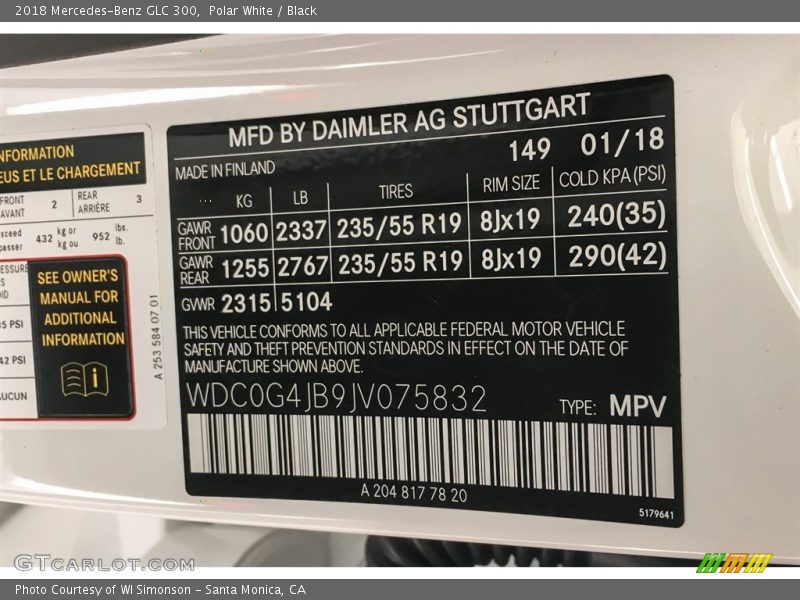 2018 Mercedes-Benz GLC 300, Polar White / Black
NFORMATION
EUS ET LE CHARGEMENT
FRONT
AVANT 2
REAR
ARRIÈRE 3
432 kg or
kg ou 952 lbs.
lb.
SEE OWNER'S
MANUAL FOR
ADDITIONAL
INFORMATION
5 PSI
42 PSI
AUCUN
A 253 584 07 01
MFD BY DAIMLER AG STUTTGART
149 01/18
MADE IN FINLAND
KG LB TIRES RIM SIZE COLD KPA (PSI)
GAWR
FRONT 1060 2337 235/55 R19 8Jx19 240(35)
GAWR
REAR 1255 2767 235/55 R19 8Jx19 290(42)
GVWR 2315 5104
THIS VEHICLE CONFORMS TO ALL APPLICABLE FEDERAL MOTOR VEHICLE
SAFETY AND THEFT PREVENTION STANDARDS IN EFFECT ON THE DATE OF
MANUFACTURE SHOWN ABOVE.
WDC0G4JB9JV075832 TYPE: MPV
A 204 817 78 20
5179641
GTcarlot.com
Photo Courtesy of WI Simonson - Santa Monica, CA